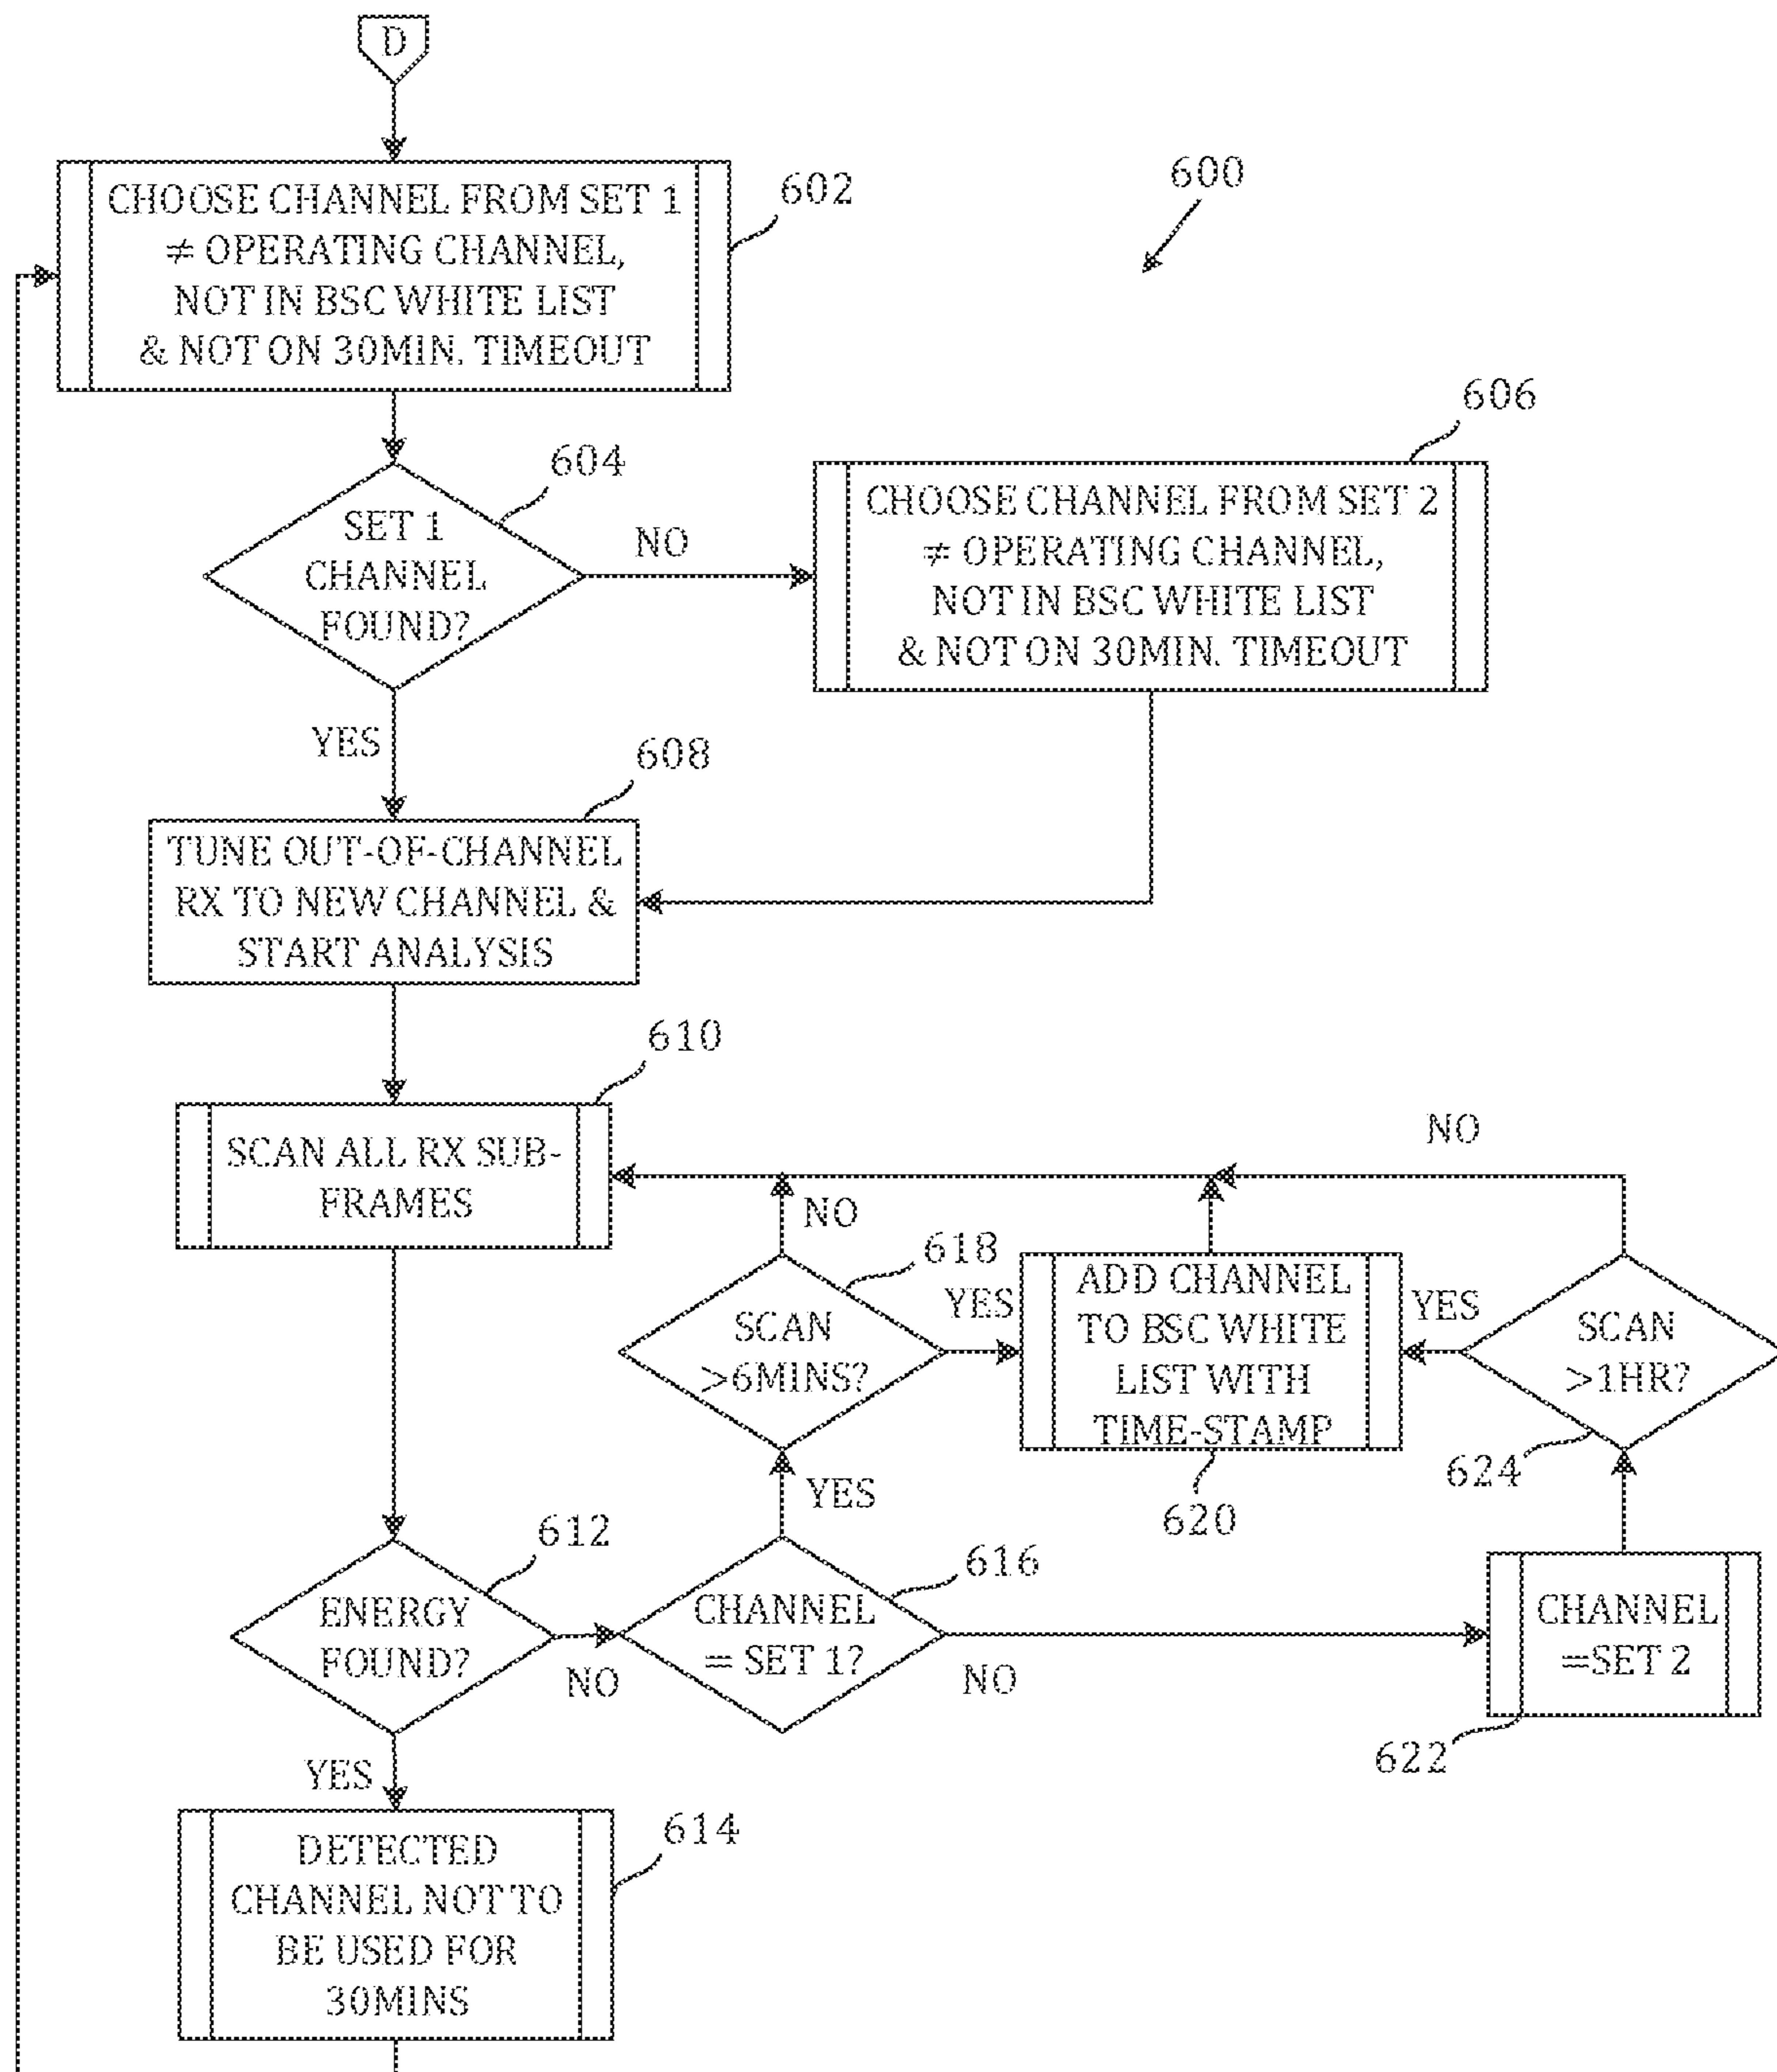 D
CHOOSE CHANNEL FROM SET 1
≠ OPERATING CHANNEL,
NOT IN BSC WHITE LIST
& NOT ON 30MIN. TIMEOUT
602
600
604
SET 1
CHANNEL
FOUND?
NO
606
CHOOSE CHANNEL FROM SET 2
≠ OPERATING CHANNEL,
NOT IN BSC WHITE LIST
& NOT ON 30MIN. TIMEOUT
YES
608
TUNE OUT-OF-CHANNEL
RX TO NEW CHANNEL &
START ANALYSIS
610
SCAN ALL RX SUB-
FRAMES
NO
NO
618
SCAN
>6MINS?
YES
ADD CHANNEL
TO BSC WHITE
LIST WITH
TIME-STAMP
620
YES
SCAN
>1HR?
624
YES
612
ENERGY
FOUND?
NO
616
CHANNEL
= SET 1?
NO
CHANNEL
=SET 2
622
YES
614
DETECTED
CHANNEL NOT TO
BE USED FOR
30MINS